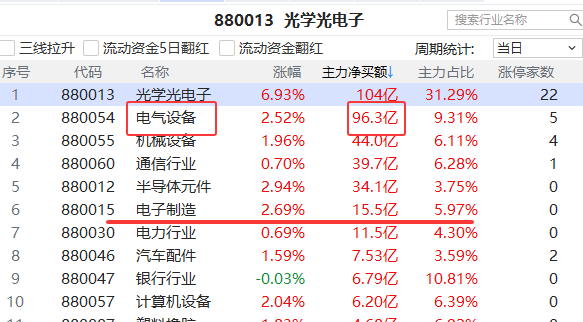 880013 光学光电子 搜索行业名称
三线拉升 流动资金5日翻红 流动资金翻红 周期统计: 当日
序号 代码 名称 涨幅 主力净买额↓ 主力占比 涨停家数
1 880013 光学光电子 6.93% 104亿 31.29% 22
2 880054 电气设备 2.52% 96.3亿 9.31% 5
3 880055 机械设备 1.96% 44.0亿 6.11% 4
4 880060 通信行业 0.70% 39.7亿 6.28% 1
5 880012 半导体元件 2.94% 34.1亿 3.75% 0
6 880015 电子制造 2.69% 15.5亿 5.97% 0
7 880030 电力行业 0.69% 11.5亿 4.30% 0
8 880046 汽车配件 1.59% 7.53亿 3.59% 2
9 880047 银行行业 -0.03% 6.79亿 10.81% 0
10 880057 计算机设备 2.04% 6.20亿 6.39% 0